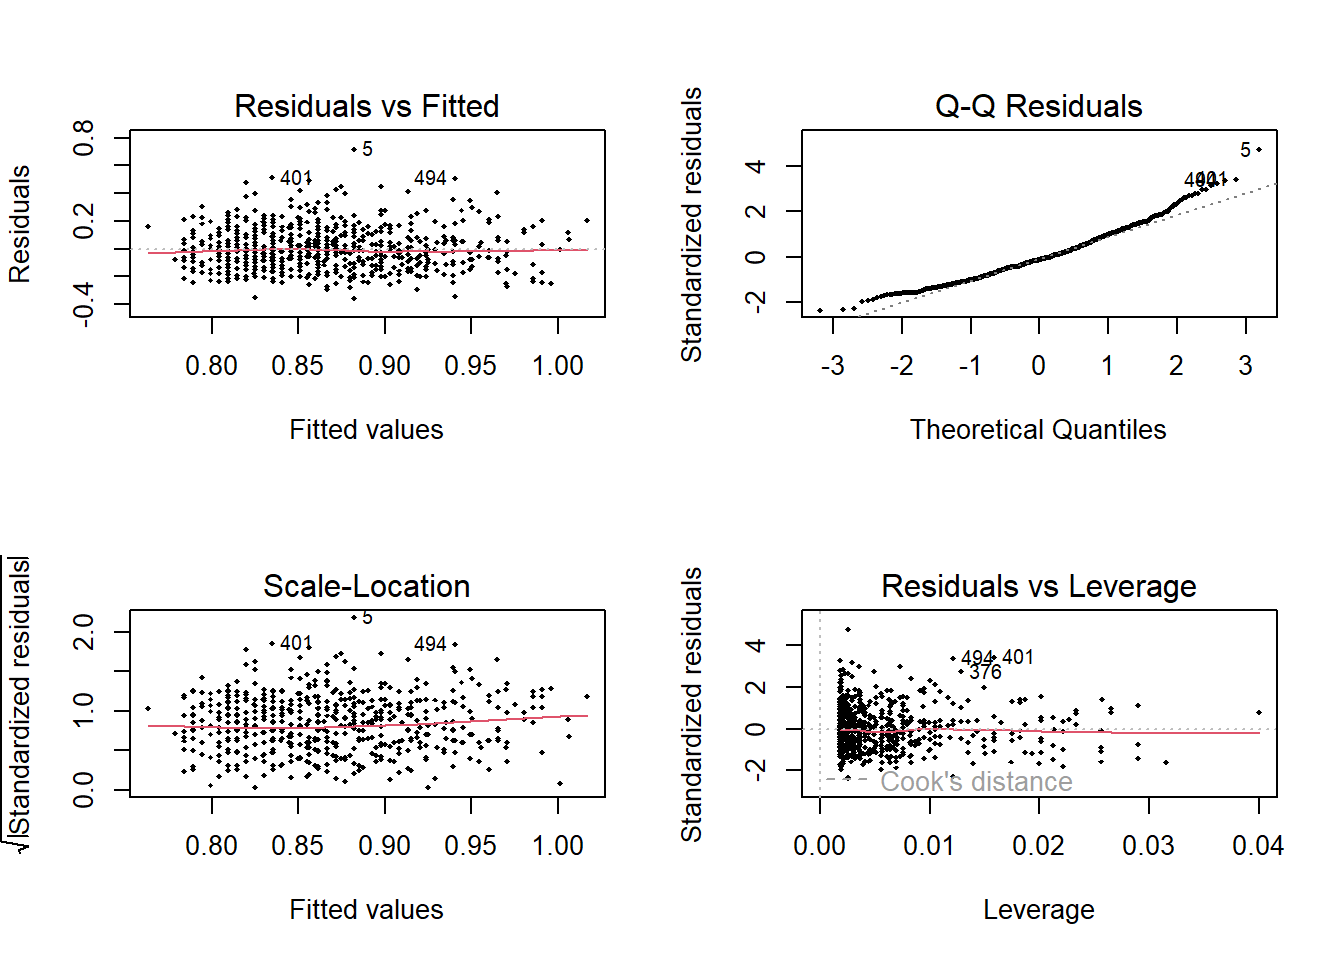 Residuals vs Fitted
Residuals
0.8
0.2
-0.4
5
401
494
0.80 0.85 0.90 0.95 1.00
Fitted values
Q-Q Residuals
Standardized residuals
4
2
0
-2
5
401
-3 -2 -1 0 1 2 3
Theoretical Quantiles
Scale-Location
√|Standardized residuals|
2.0
1.0
0.0
5
401
494
0.80 0.85 0.90 0.95 1.00
Fitted values
Residuals vs Leverage
Standardized residuals
4
2
0
-2
494
401
376
Cook's distance
0.00 0.01 0.02 0.03 0.04
Leverage